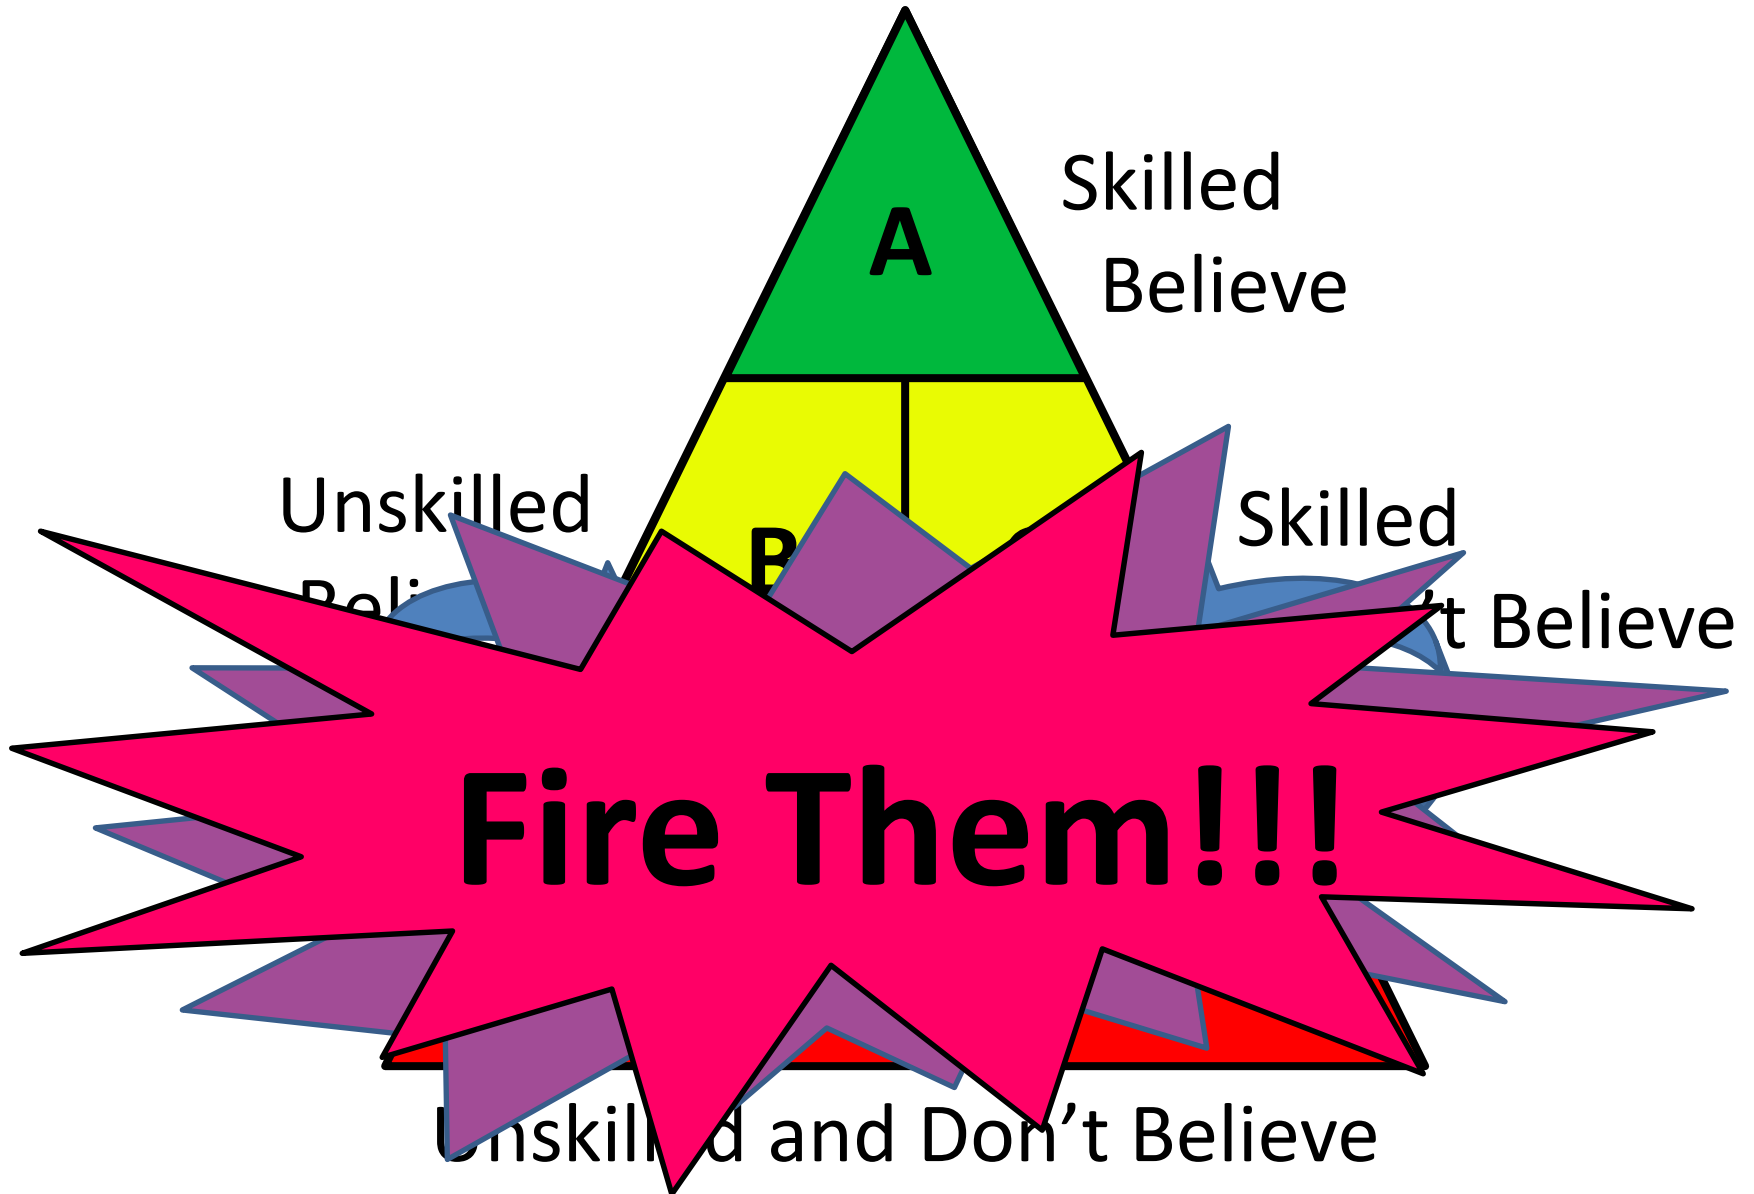 A
Skilled
Believe
Unskilled
Skilled
B
't Believe
Fire Them!!!
and Don’t Believe